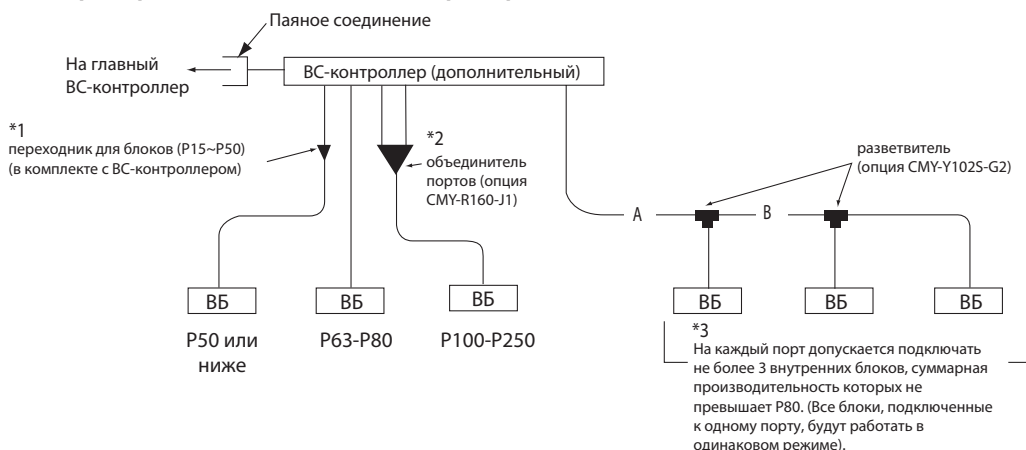 Паяное соединение
На главный
BC-контроллер
BC-контроллер (дополнительный)
*1
переходник для блоков (P15~P50)
(в комплекте с BC-контроллером)
*2
объединитель
портов (опция
CMY-R160-J1)
разветвитель
(опция CMY-Y102S-G2)
A
B
ВБ
ВБ
ВБ
ВБ
ВБ
ВБ
P50 или
ниже
P63-P80
P100-P250
*3
На каждый порт допускается подключать
не более 3 внутренних блоков, суммарная
производительность которых не
превышает P80. (Все блоки, подключенные
к одному порту, будут работать в
одинаковом режиме).